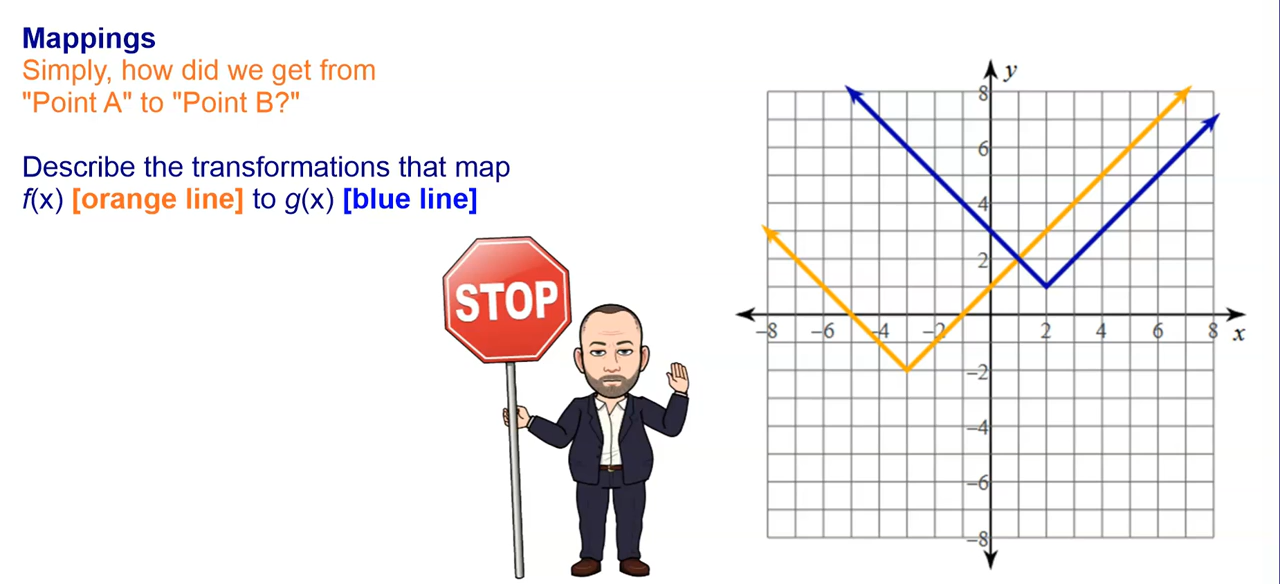 Mappings
Simply, how did we get from
"Point A" to "Point B?"
Describe the transformations that map
f(x) [orange line] to g(x) [blue line]
STOP
y
8
6
4
2
−8 −6 −4 −2 2 4 6 8 x
−2
−4
−6
−8